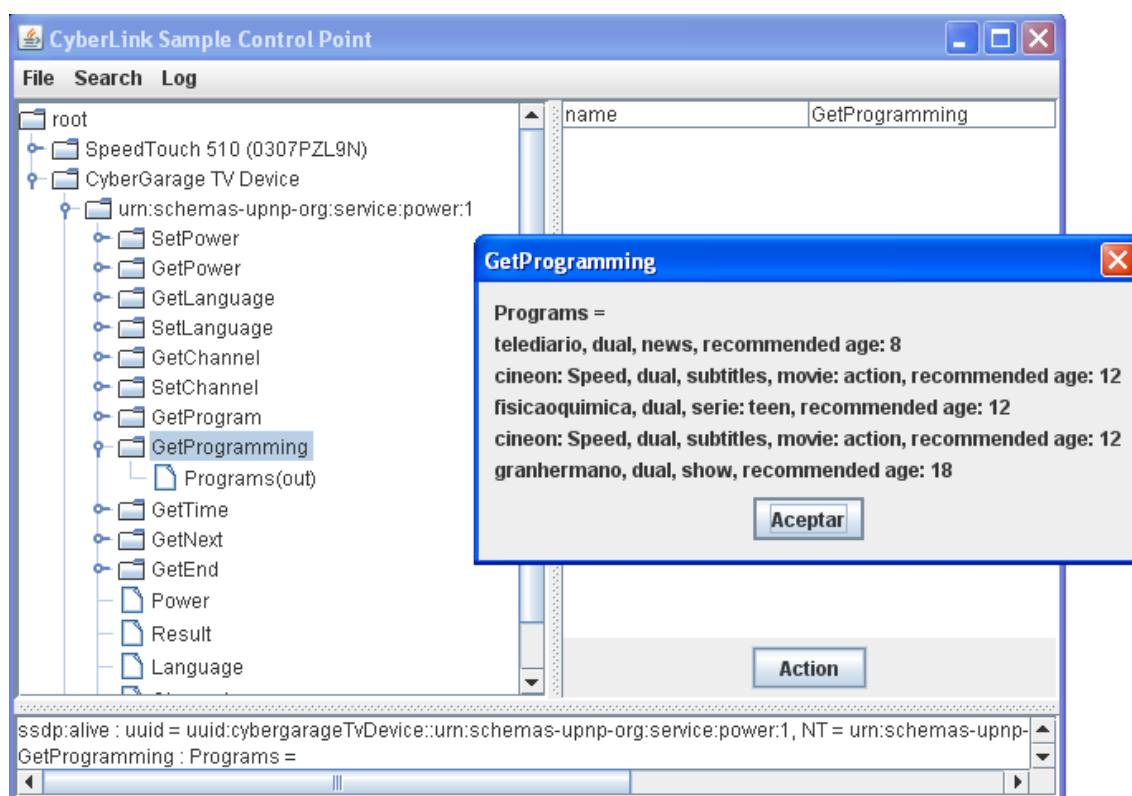 CyberLink Sample Control Point
File Search Log
root
SpeedTouch 510 (0307PZL9N)
CyberGarage TV Device
urn:schemas-upnp-org:service:power:1
SetPower
GetPower
GetLanguage
SetLanguage
GetChannel
SetChannel
GetProgram
GetProgramming
Programs(out)
GetTime
GetNext
GetEnd
Power
Result
Language
name GetProgramming
GetProgramming
Programs =
telediario, dual, news, recommended age: 8
cineon: Speed, dual, subtitles, movie: action, recommended age: 12
fisicaoquimica, dual, serie: teen, recommended age: 12
cineon: Speed, dual, subtitles, movie: action, recommended age: 12
granhermano, dual, show, recommended age: 18
Aceptar
Action
ssdp:alive : uuid = uuid:cybergarageTvDevice::urn:schemas-upnp-org:service:power:1, NT = urn:schemas-upnp-
GetProgramming : Programs =